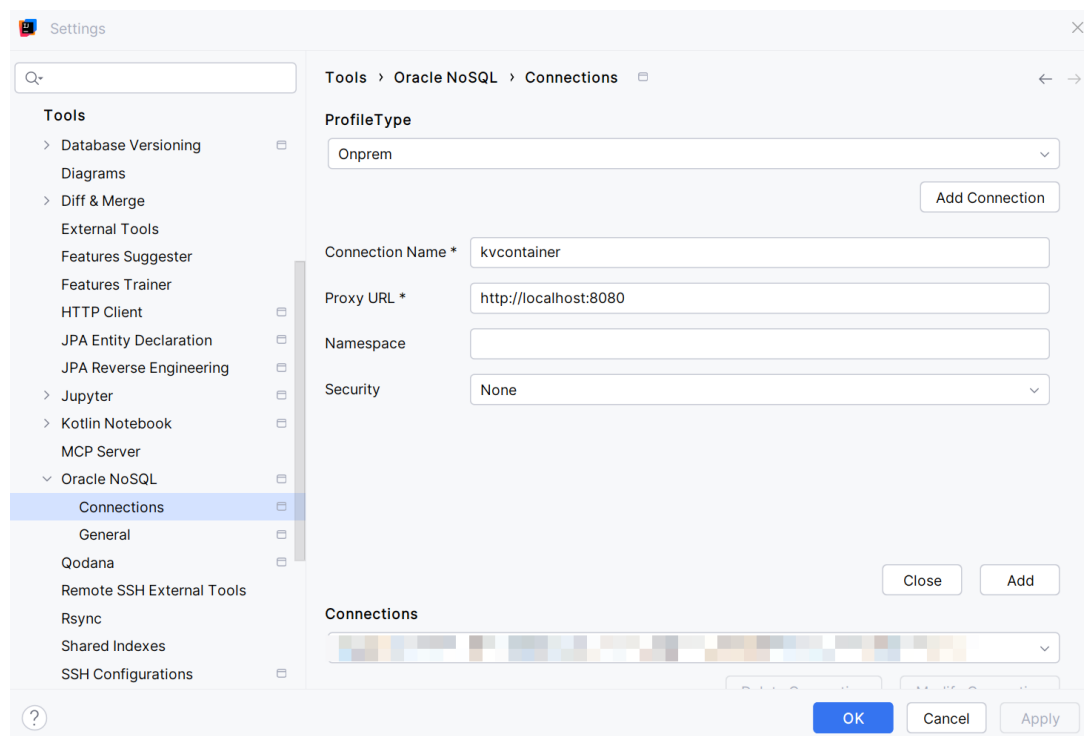 Settings
Tools
Database Versioning
Diagrams
Diff & Merge
External Tools
Features Suggester
Features Trainer
HTTP Client
JPA Entity Declaration
JPA Reverse Engineering
Jupyter
Kotlin Notebook
MCP Server
Oracle NoSQL
Connections
General
Qodana
Remote SSH External Tools
Rsync
Shared Indexes
SSH Configurations
Tools › Oracle NoSQL › Connections
ProfileType
Onprem
Add Connection
Connection Name * kvcontainer
Proxy URL * http://localhost:8080
Namespace
Security None
Close Add
Connections
?
OK Cancel Apply